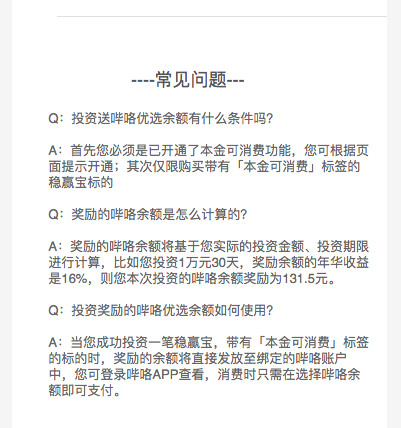 ----常见问题---
Q：投资送哔咯优选余额有什么条件吗?
A：首先您必须是已开通了本金可消费功能，您可根据页
面提示开通；其次仅限购买带有「本金可消费」标签的
稳赢宝标的
Q：奖励的哔咯余额是怎么计算的?
A：奖励的哔咯余额将基于您实际的投资金额、投资期限
进行计算，比如您投资1万元30天，奖励余额的年华收益
是16%，则您本次投资的哔咯余额奖励为131.5元。
Q：投资奖励的哔咯优选余额如何使用?
A：当您成功投资一笔稳赢宝，带有「本金可消费」标签
的标的时，奖励的余额将直接发放至绑定的哔咯账户
中，您可登录哔咯APP查看，消费时只需在选择哔咯余
额即可支付。